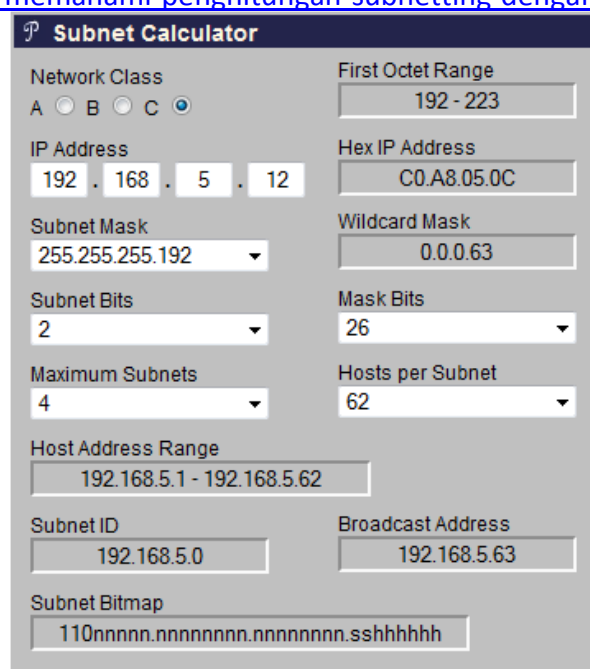 memahami penghitungan subnetting dengan
Subnet Calculator
Network Class
A B C
First Octet Range
192 - 223
IP Address
192 . 168 . 5 . 12
Hex IP Address
C0.A8.05.0C
Subnet Mask
255.255.255.192
Wildcard Mask
0.0.0.63
Subnet Bits
2
Mask Bits
26
Maximum Subnets
4
Hosts per Subnet
62
Host Address Range
192.168.5.1 - 192.168.5.62
Subnet ID
192.168.5.0
Broadcast Address
192.168.5.63
Subnet Bitmap
110nnnnn.nnnnnnnn.nnnnnnnn.sshhhhhh